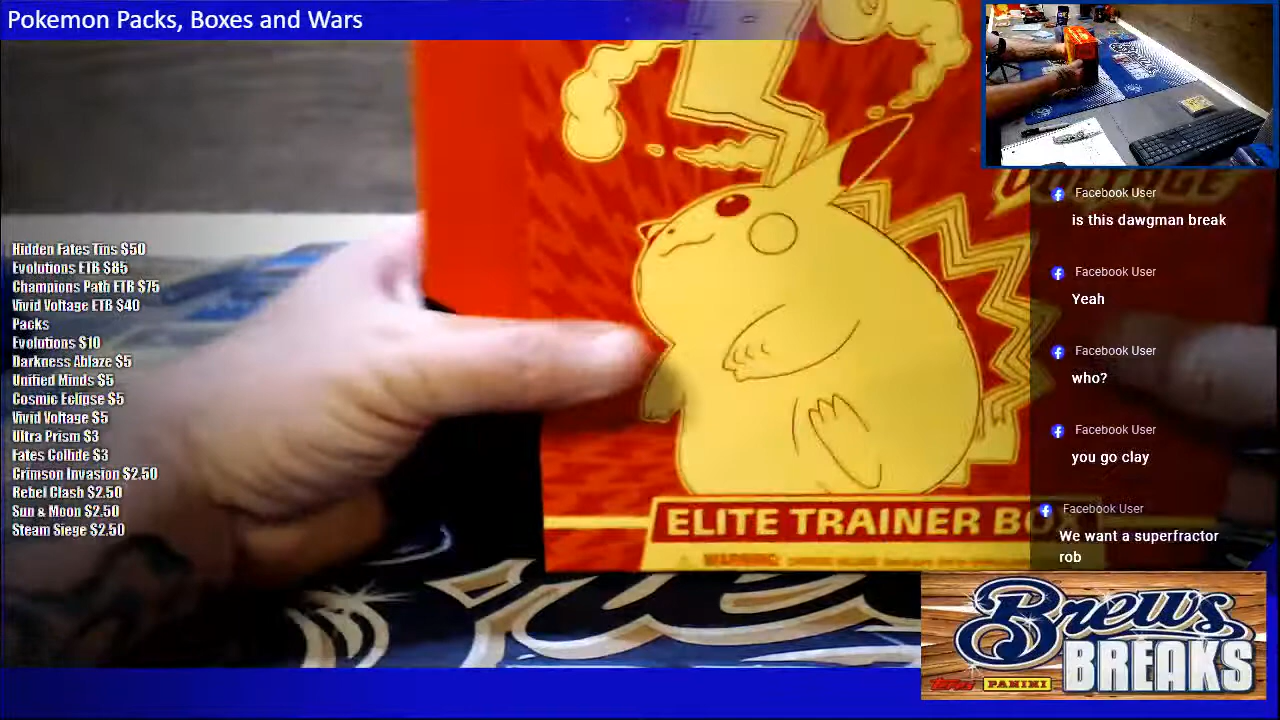 Pokemon Packs, Boxes and Wars
Hidden Fates Tins $50
Evolutions ETB $85
Champions Path ETB $75
Vivid Voltage ETB $40
Packs
Evolutions $10
Darkness Ablaze $5
Unified Minds $5
Cosmic Eclipse $5
Vivid Voltage $5
Ultra Prism $3
Fates Collide $3
Crimson Invasion $2.50
Rebel Clash $2.50
Sun & Moon $2.50
Steam Siege $2.50
VOLTAGE
ELITE TRAINER BOX
WARNING:
Facebook User
is this dawgman break
Facebook User
Yeah
Facebook User
who?
Facebook User
you go clay
Facebook User
We want a superfractor
rob
Brews
BREAKS
topps PANINI